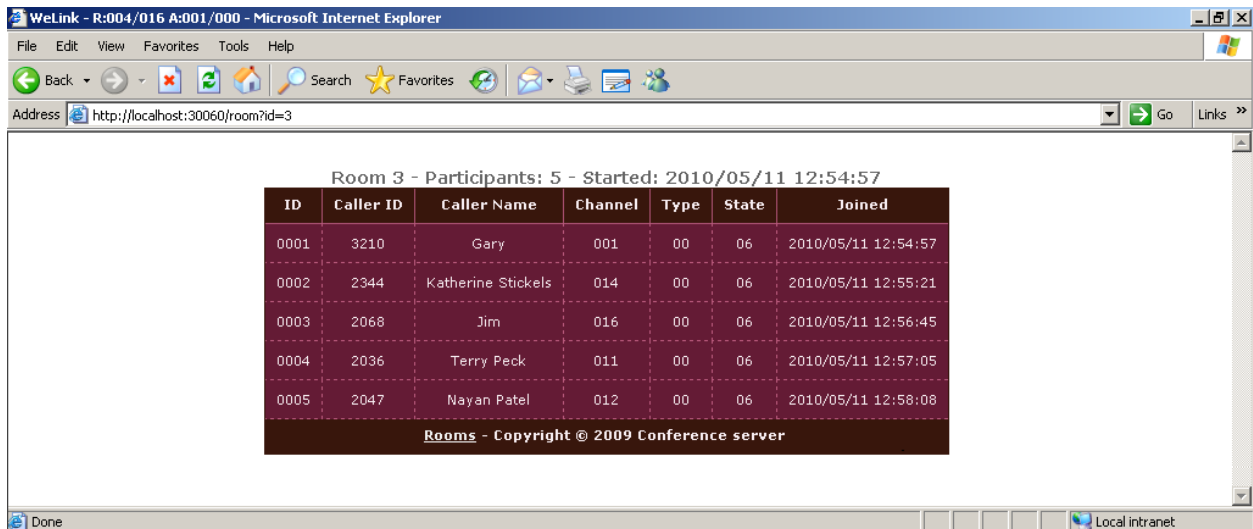 WeLink - R:004/016 A:001/000 - Microsoft Internet Explorer
File Edit View Favorites Tools Help
Back Search Favorites
Address http://localhost:30060/room?id=3 Go Links »
Room 3 - Participants: 5 - Started: 2010/05/11 12:54:57
ID Caller ID Caller Name Channel Type State Joined
0001 3210 Gary 001 00 06 2010/05/11 12:54:57
0002 2344 Katherine Stickels 014 00 06 2010/05/11 12:55:21
0003 2068 Jim 016 00 06 2010/05/11 12:56:45
0004 2036 Terry Peck 011 00 06 2010/05/11 12:57:05
0005 2047 Nayan Patel 012 00 06 2010/05/11 12:58:08
Rooms - Copyright © 2009 Conference server
Done Local intranet